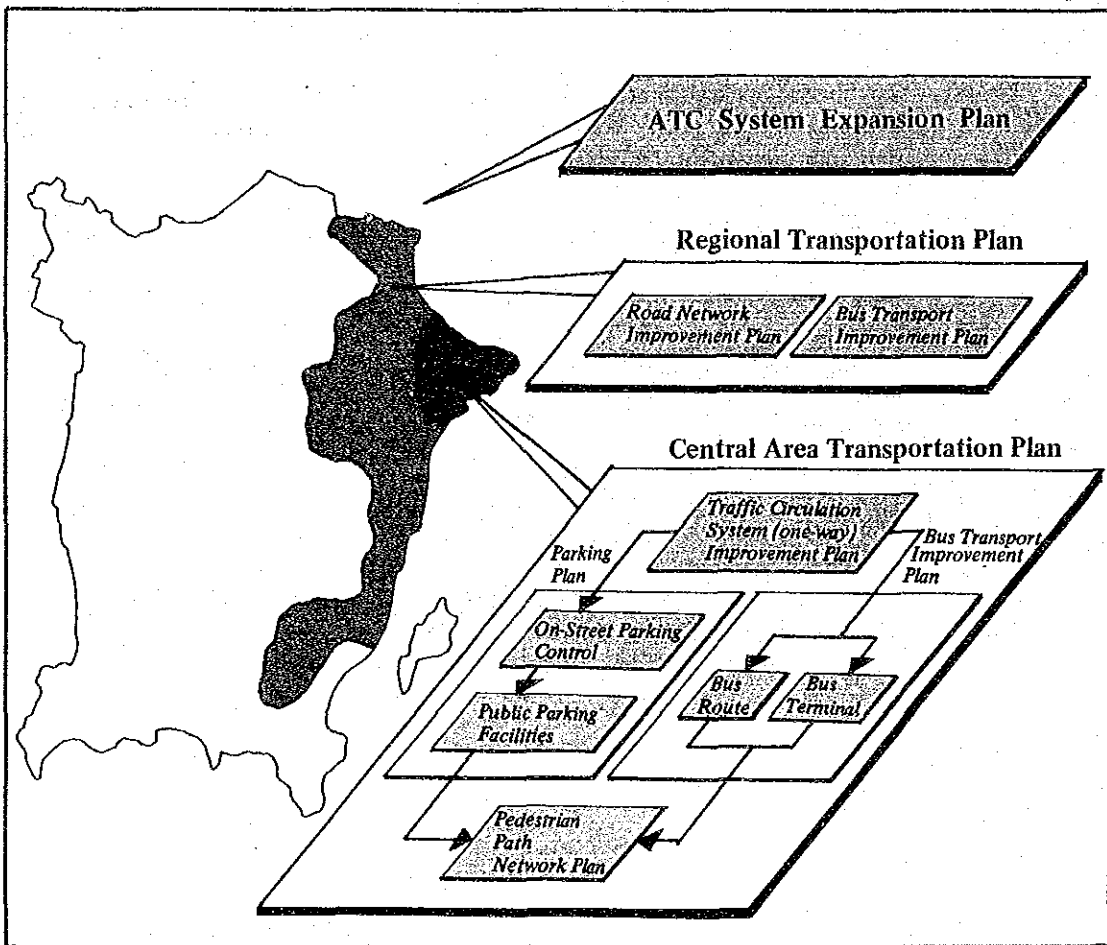 ATC System Expansion Plan
Regional Transportation Plan
Road Network
Improvement Plan
Bus Transport
Improvement Plan
Central Area Transportation Plan
Traffic Circulation
System (one-way)
Improvement Plan
Bus Transport
Improvement
Plan
Parking
Plan
On-Street Parking
Control
Public Parking
Facilities
Bus
Route
Bus
Terminal
Pedestrian
Path
Network Plan